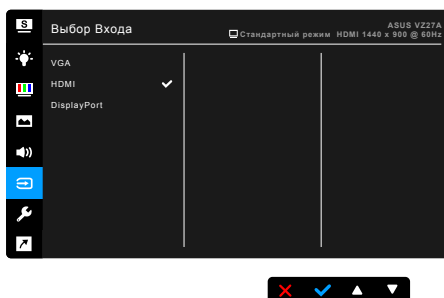 S
Выбор Входа
ASUS VZ27A
Стандартный режим HDMI 1440 x 900 @ 60Hz
VGA
HDMI
DisplayPort